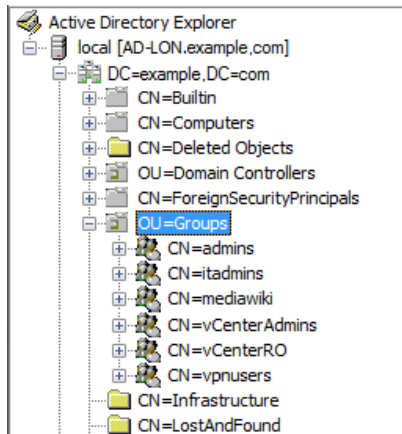 Active Directory Explorer
local [AD-LON.example,com]
DC=example,DC=com
CN=Builtin
CN=Computers
CN=Deleted Objects
OU=Domain Controllers
CN=ForeignSecurityPrincipals
OU=Groups
CN=admins
CN=itadmins
CN=mediawiki
CN=vCenterAdmins
CN=vCenterRO
CN=vpnusers
CN=Infrastructure
CN=LostAndFound